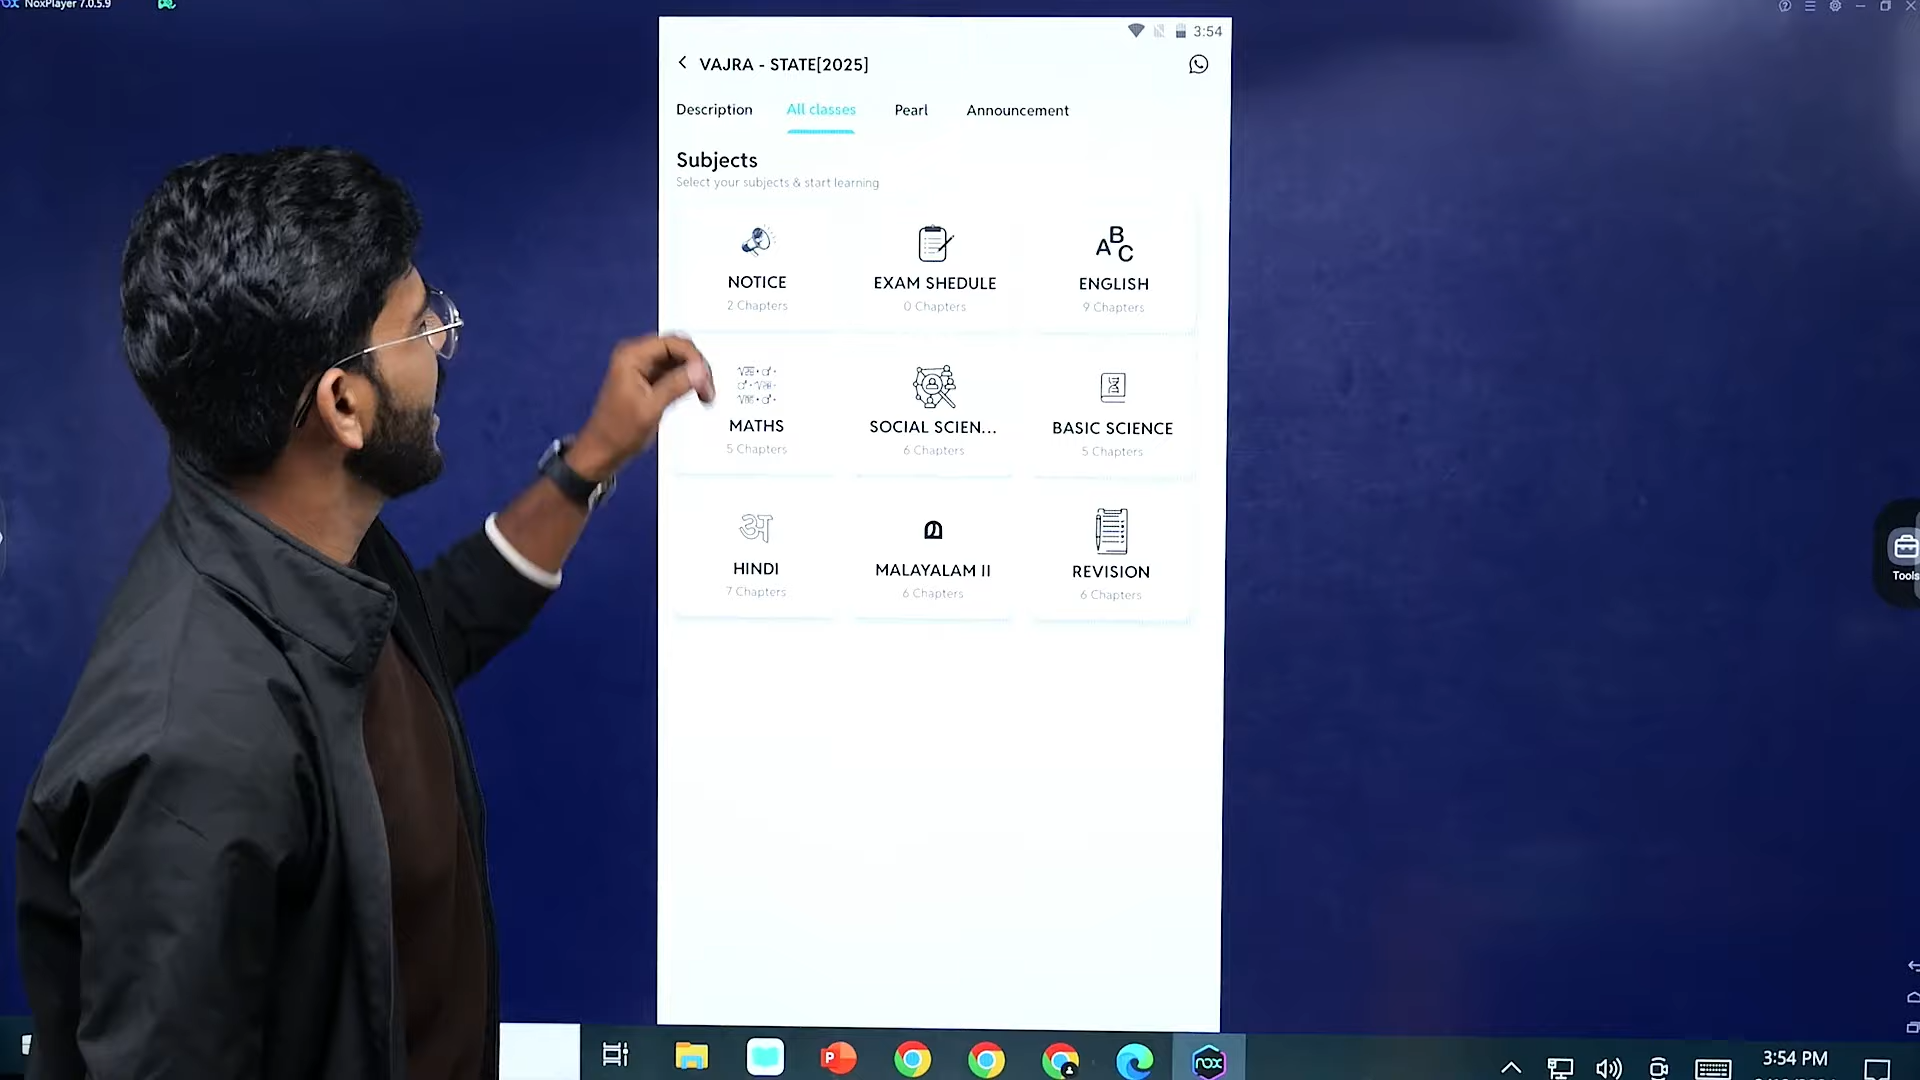 NoxPlayer 7.0.5.9
3:54
VAJRA - STATE[2025]
Description All classes Pearl Announcement
Subjects
Select your subjects & start learning
NOTICE
2 Chapters
EXAM SHEDULE
0 Chapters
ABC
ENGLISH
9 Chapters
MATHS
5 Chapters
SOCIAL SCIEN...
6 Chapters
BASIC SCIENCE
5 Chapters
अ
HINDI
7 Chapters
മ
MALAYALAM II
6 Chapters
REVISION
6 Chapters
Tools
P
nox
3:54 PM